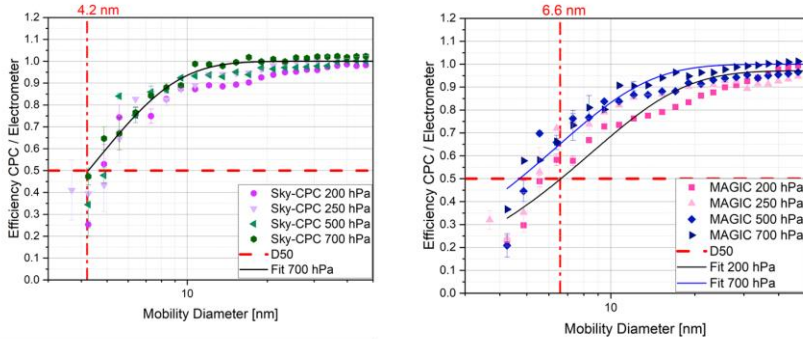 4.2 nm
1.2
1.1
1.0
0.9
0.8
0.7
0.6
0.5
0.4
0.3
0.2
0.1
0.0
Efficiency CPC / Electrometer
Sky-CPC 200 hPa
Sky-CPC 250 hPa
Sky-CPC 500 hPa
Sky-CPC 700 hPa
D50
Fit 700 hPa
10
Mobility Diameter [nm]
6.6 nm
1.2
1.1
1.0
0.9
0.8
0.7
0.6
0.5
0.4
0.3
0.2
0.1
0.0
Efficiency CPC / Electrometer
MAGIC 200 hPa
MAGIC 250 hPa
MAGIC 500 hPa
MAGIC 700 hPa
D50
Fit 200 hPa
Fit 700 hPa
10
Mobility Diameter [nm]